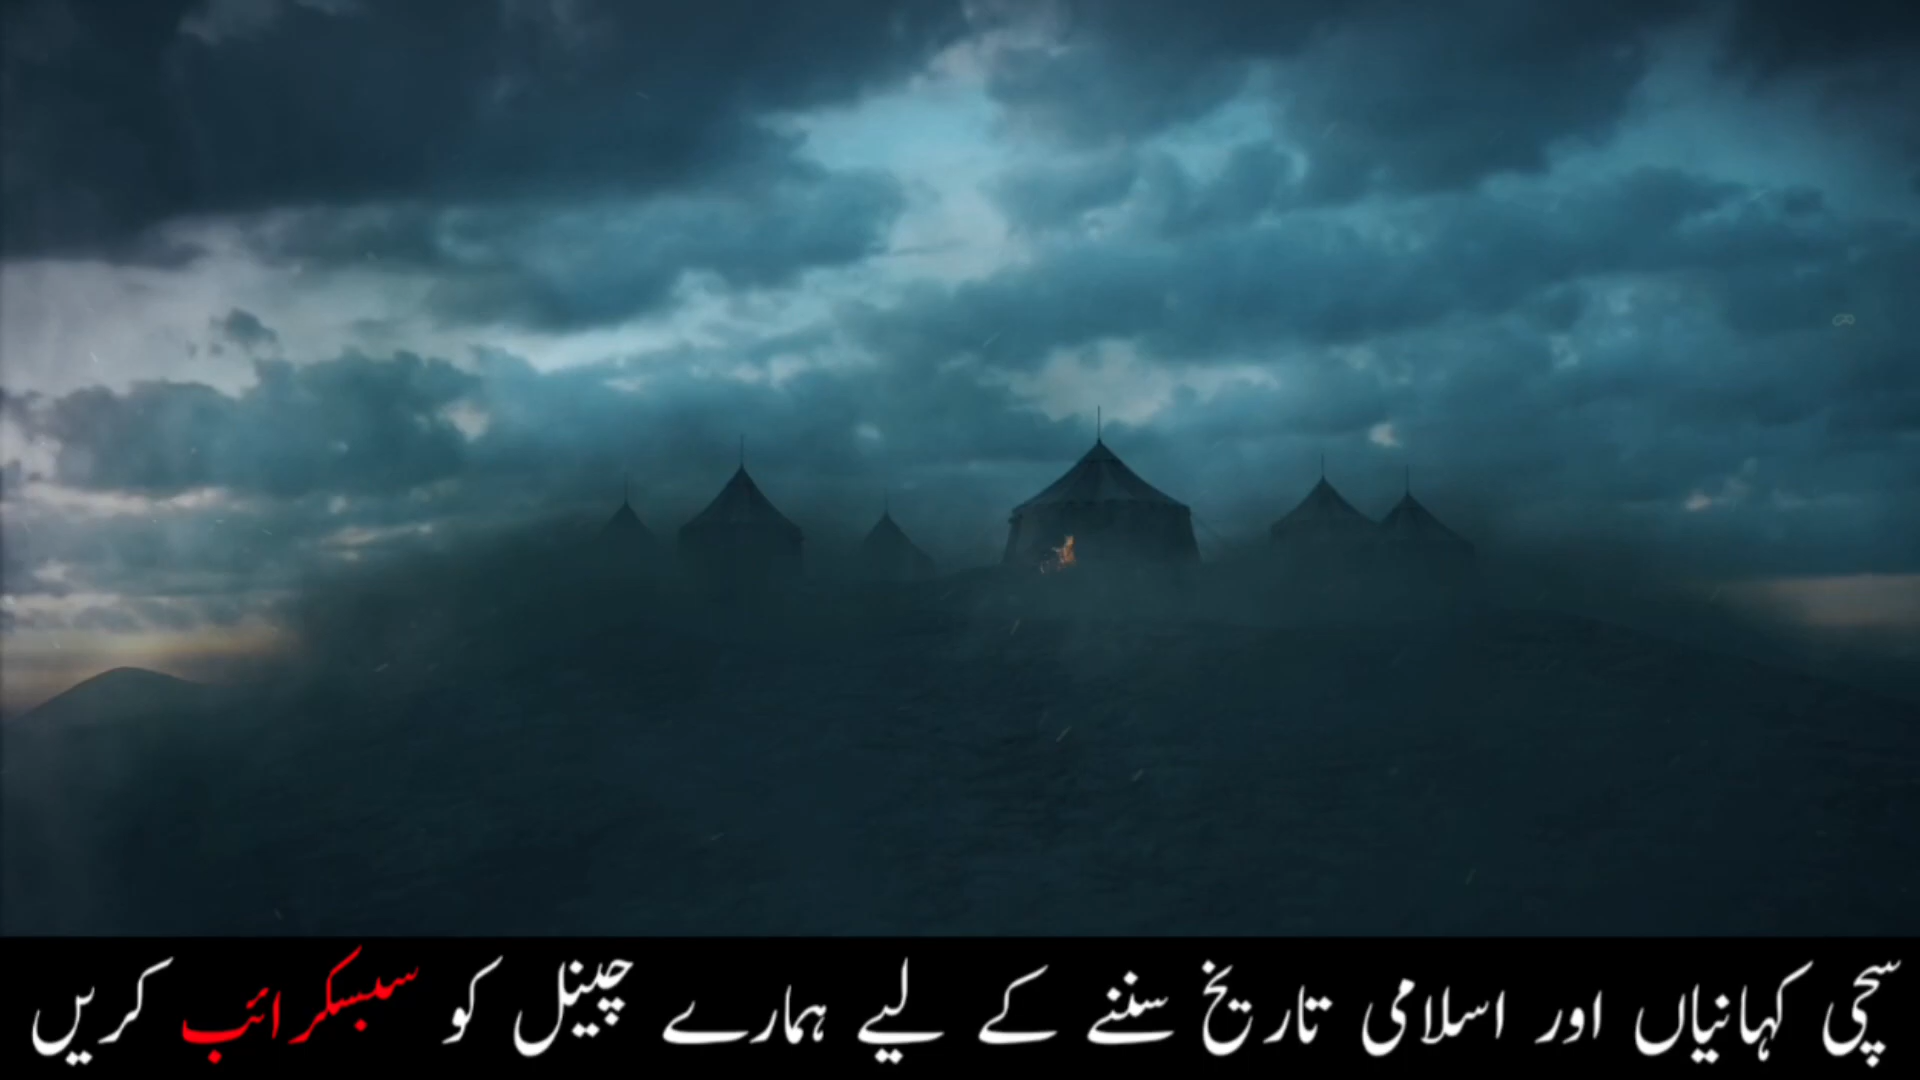 سچی کہانیاں اور اسلامی تاریخ سننے کے لیے ہمارے چینل کو سبسکرائب کریں